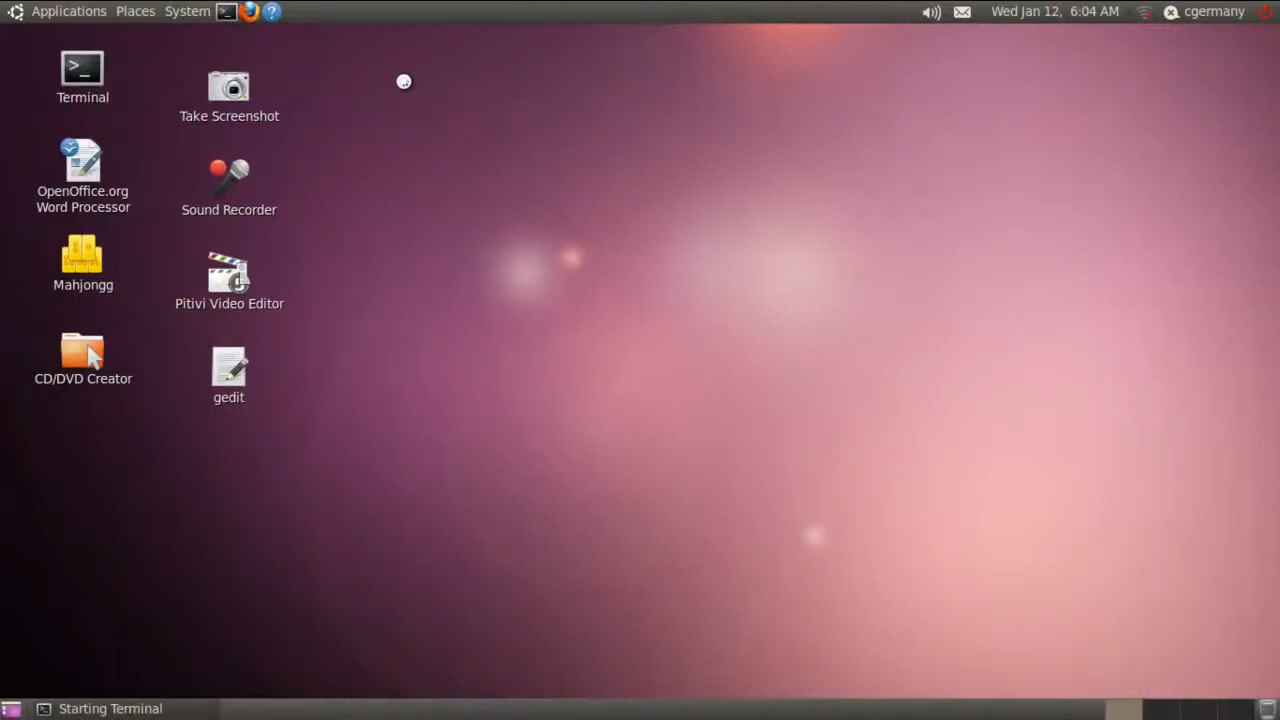 Applications Places System
Wed Jan 12, 6:04 AM
cgermany
Terminal
Take Screenshot
OpenOffice.org
Word Processor
Sound Recorder
Mahjongg
Pitivi Video Editor
CD/DVD Creator
gedit
Starting Terminal